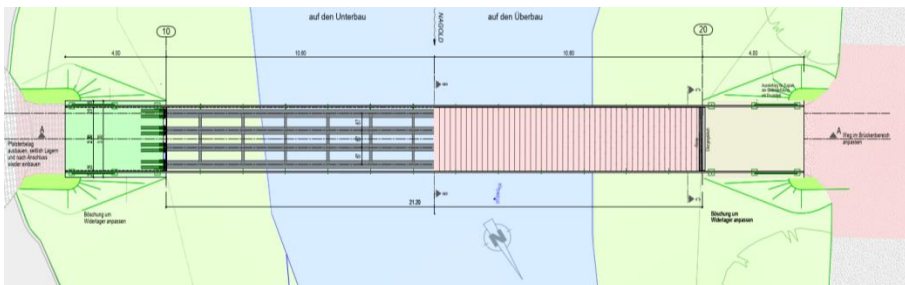 auf den Unterbau
auf den Überbau
NAGOLD
10
20
4.00
10.60
10.60
4.00
A
Pflasterbelag
ausbauen, seitlich Lagern
und nach Anschluss
wieder einbauen
A
Weg im Brückenbereich
anpassen
21.20
Böschung um
Widerlager anpassen
Böschung um
Widerlager anpassen
N